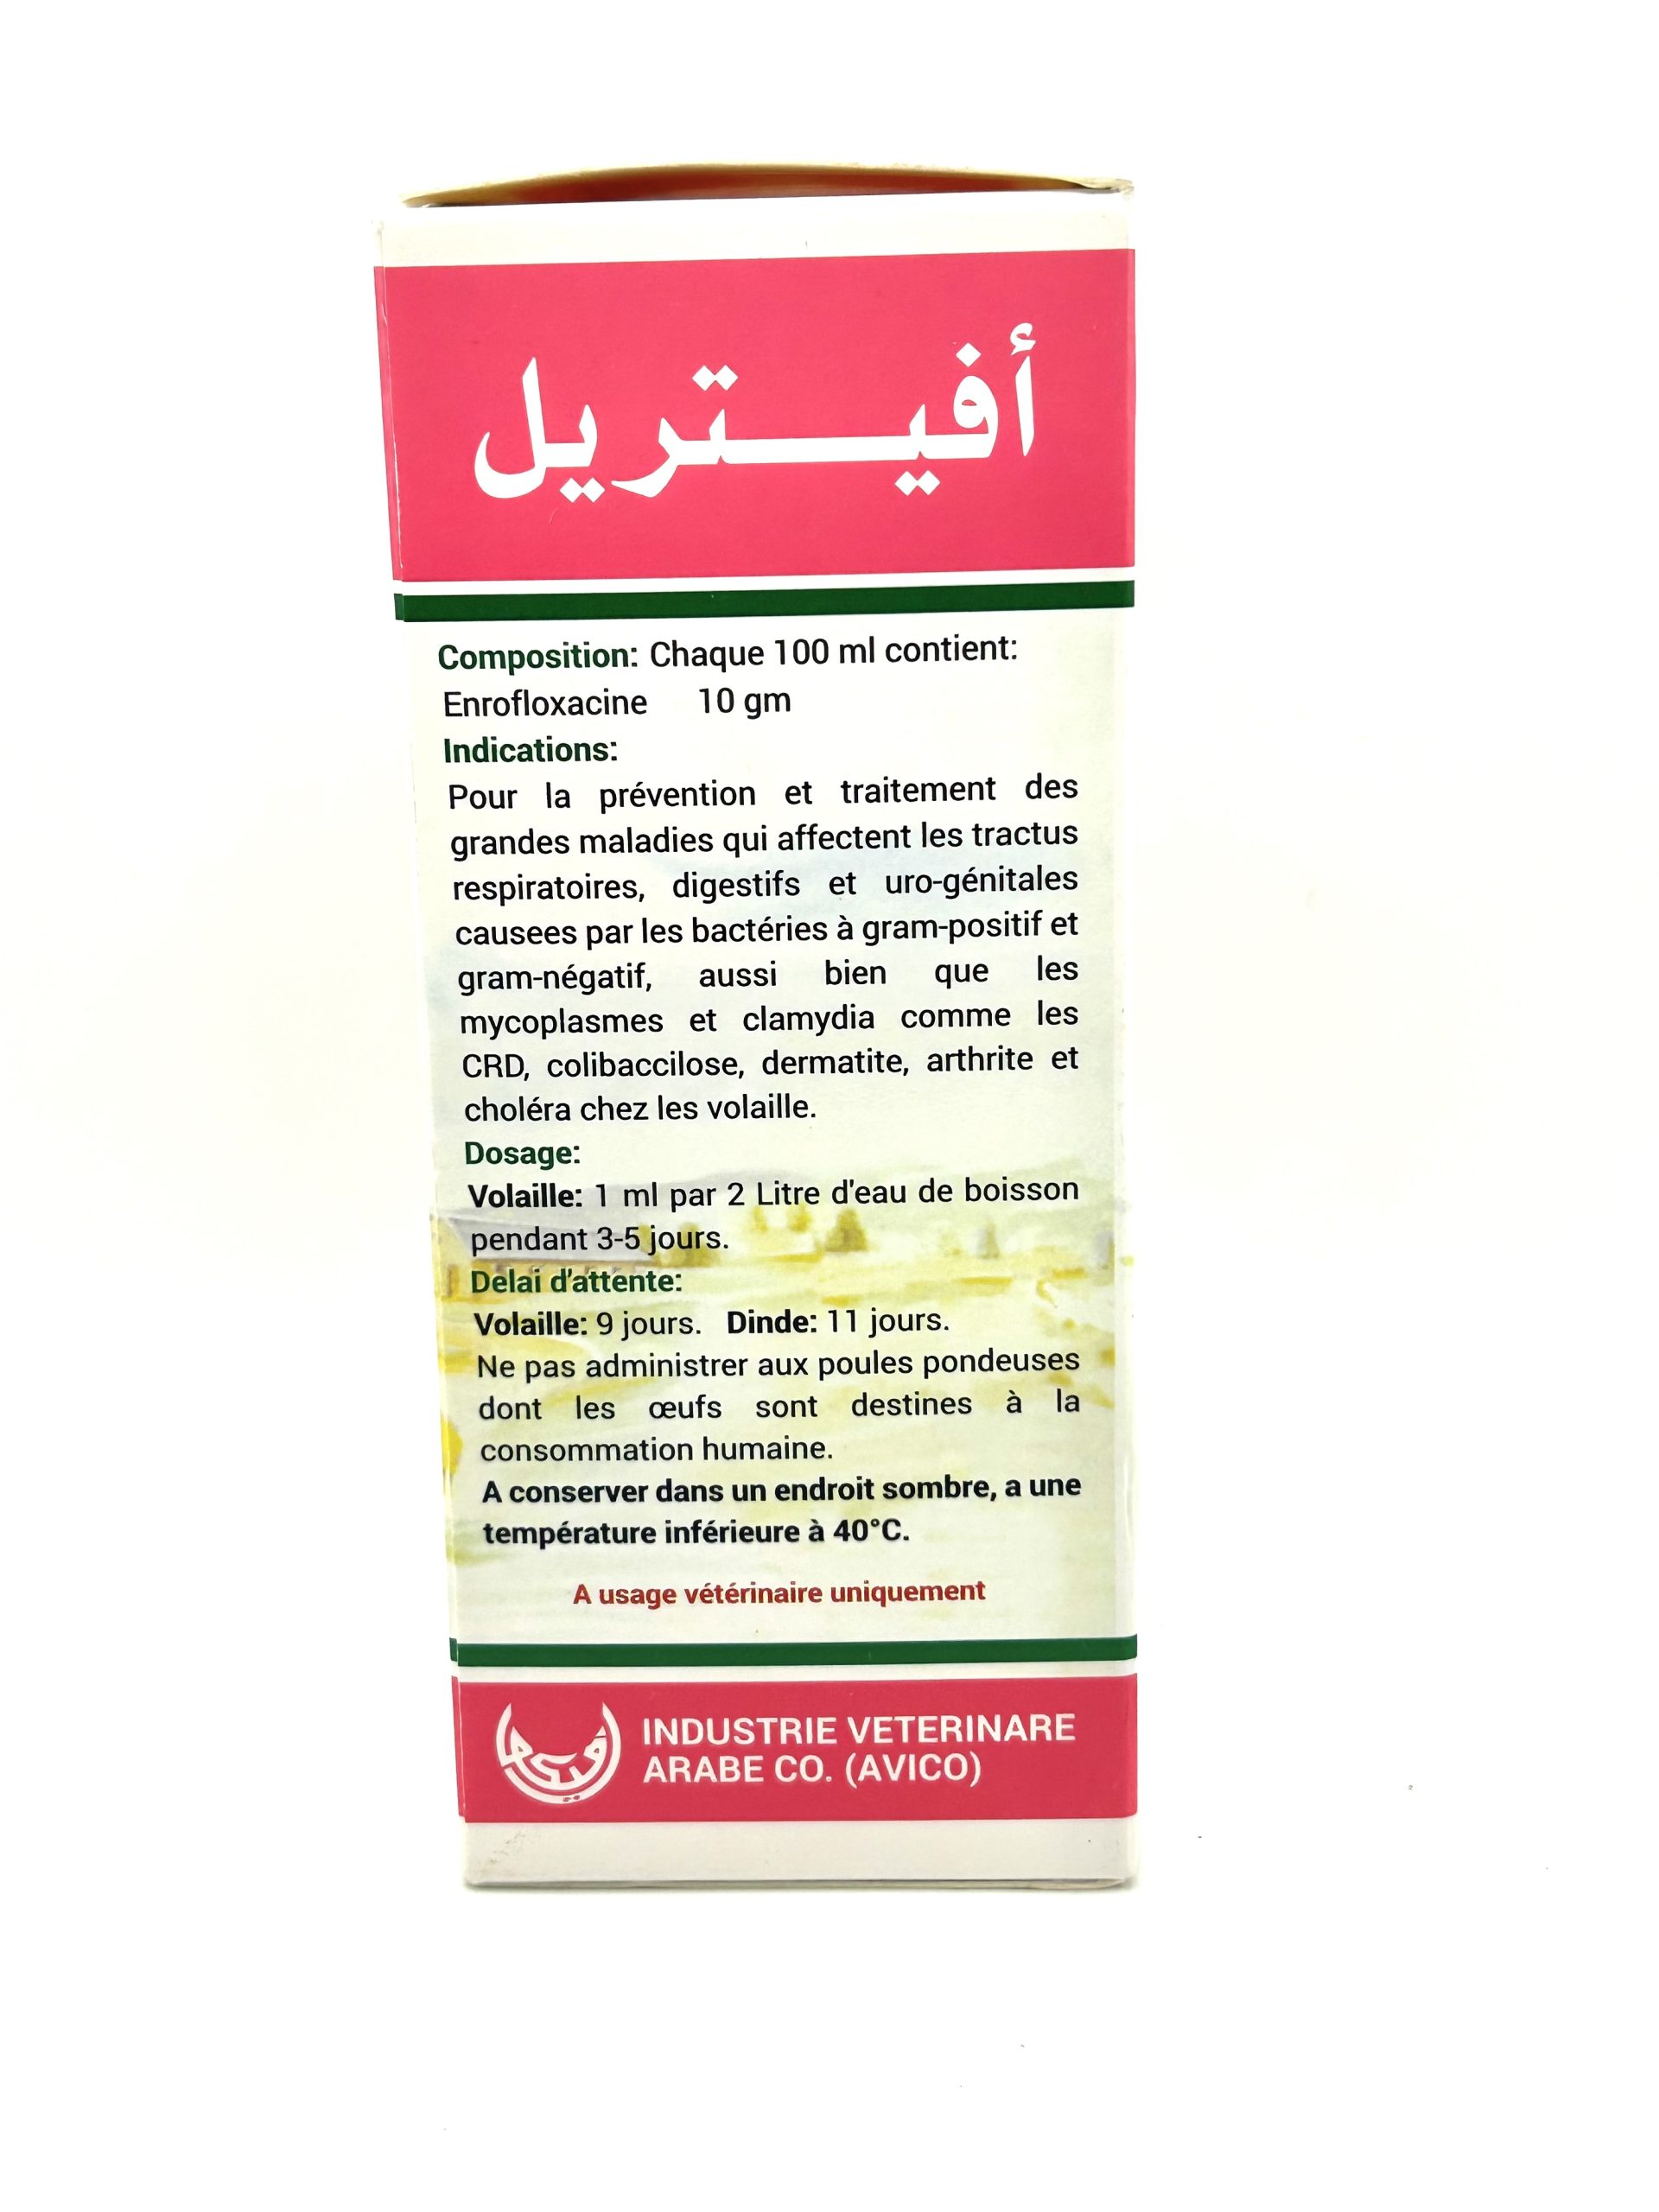 أفيتريل
Composition: Chaque 100 ml contient:
Enrofloxacine 10 gm
Indications:
Pour la prévention et traitement des
grandes maladies qui affectent les tractus
respiratoires, digestifs et uro-génitales
causees par les bactéries à gram-positif et
gram-négatif, aussi bien que les
mycoplasmes et clamydia comme les
CRD, colibaccilose, dermatite, arthrite et
choléra chez les volaille.
Dosage:
Volaille: 1 ml par 2 Litre d'eau de boisson
pendant 3-5 jours.
Delai d'attente:
Volaille: 9 jours. Dinde: 11 jours.
Ne pas administrer aux poules pondeuses
dont les œufs sont destines à la
consommation humaine.
A conserver dans un endroit sombre, a une
température inférieure à 40°C.
A usage vétérinaire uniquement
أفيكو
INDUSTRIE VETERINARE
ARABE CO. (AVICO)